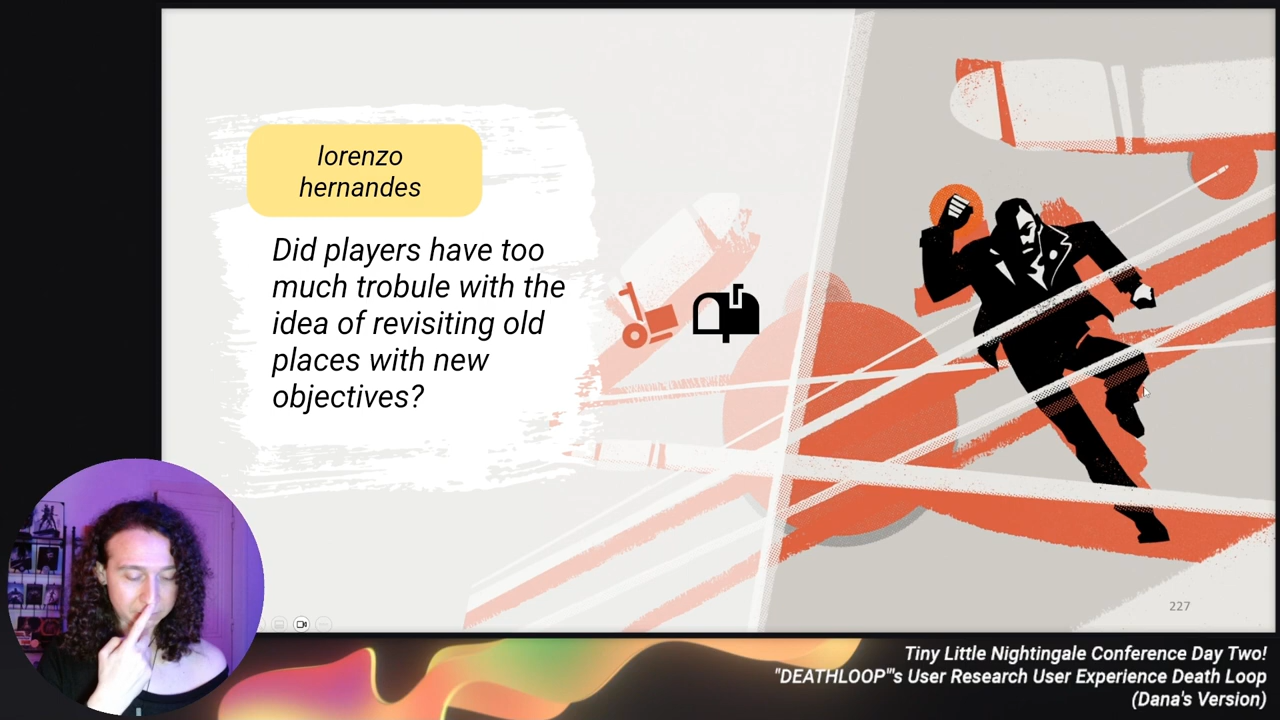 lorenzo
hernandes
Did players have too
much trobule with the
idea of revisiting old
places with new
objectives?
227
Tiny Little Nightingale Conference Day Two!
"DEATHLOOP"'s User Research User Experience Death Loop
(Dana's Version)